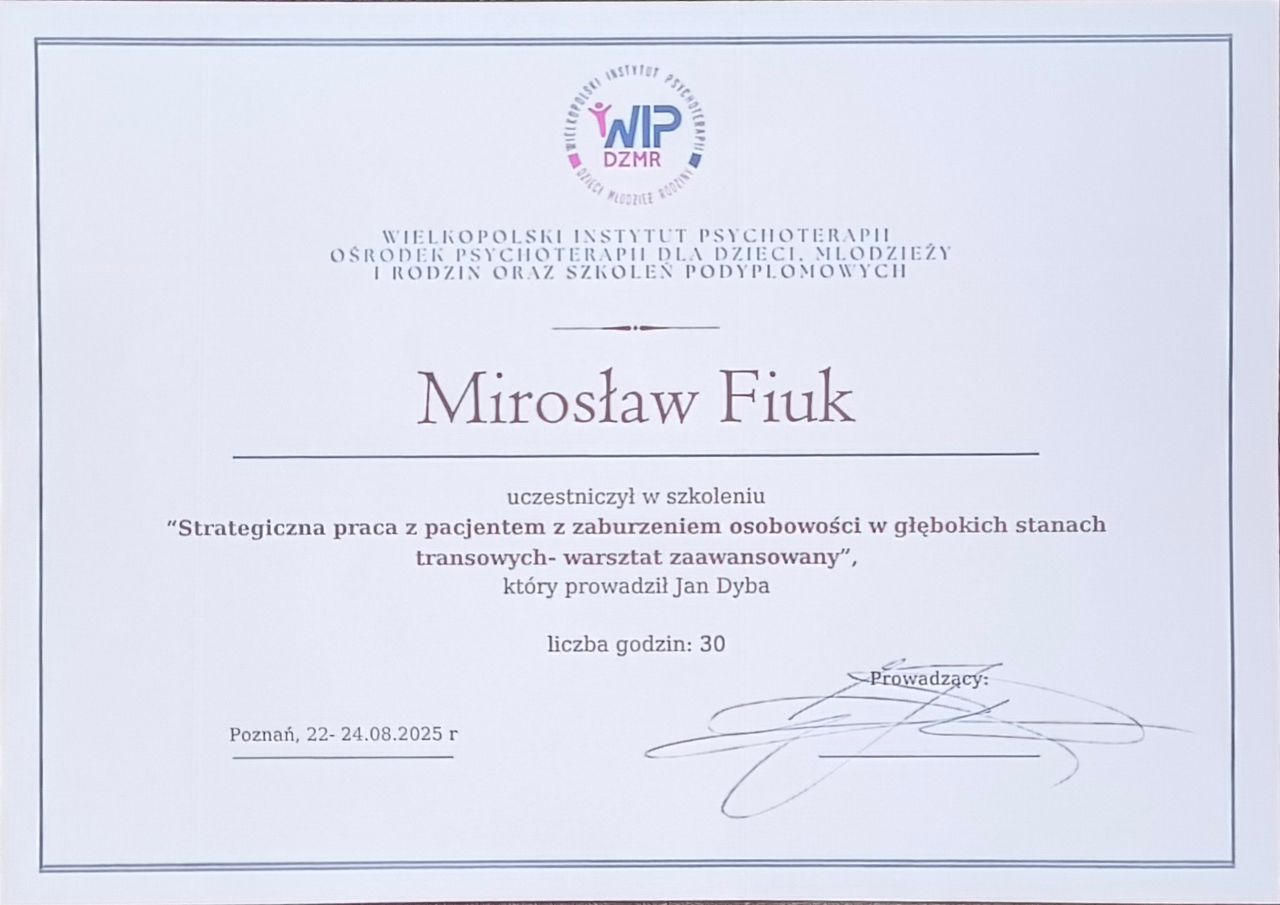 WIELKOPOLSKI INSTYTUT PSYCHOTERAPII
WIP
DZMR
DZIECI MŁODZIEŻ RODZINY
WIELKOPOLSKI INSTYTUT PSYCHOTERAPII
OŚRODEK PSYCHOTERAPII DLA DZIECI, MŁODZIEŻY
I RODZIN ORAZ SZKOLEŃ PODYPLOMOWYCH
Mirosław Fiuk
uczestniczył w szkoleniu
“Strategiczna praca z pacjentem z zaburzeniem osobowości w głębokich stanach
transowych- warsztat zaawansowany”,
który prowadził Jan Dyba
liczba godzin: 30
Prowadzący:
Poznań, 22- 24.08.2025 r